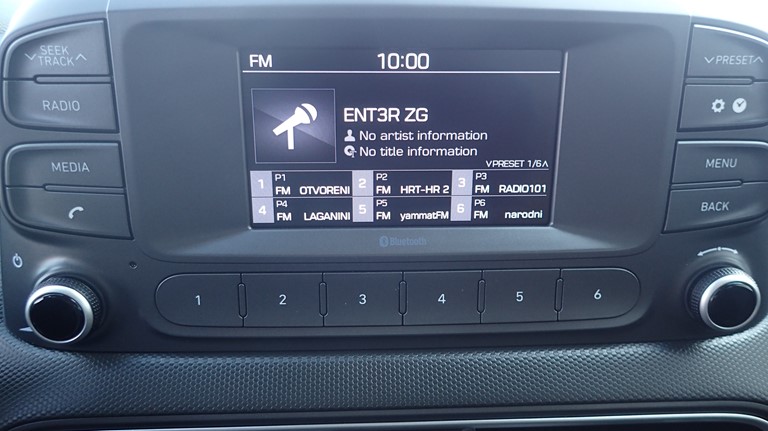 SEEK
TRACK
RADIO
MEDIA
FM 10:00
ENT3R ZG
No artist information
No title information
PRESET 1/6
1 P1 FM OTVORENI
2 P2 FM HRT-HR 2
3 P3 FM RADIO101
4 P4 FM LAGANINI
5 P5 FM yammatFM
6 P6 FM narodni
Bluetooth
PRESET
MENU
BACK
1 2 3 4 5 6